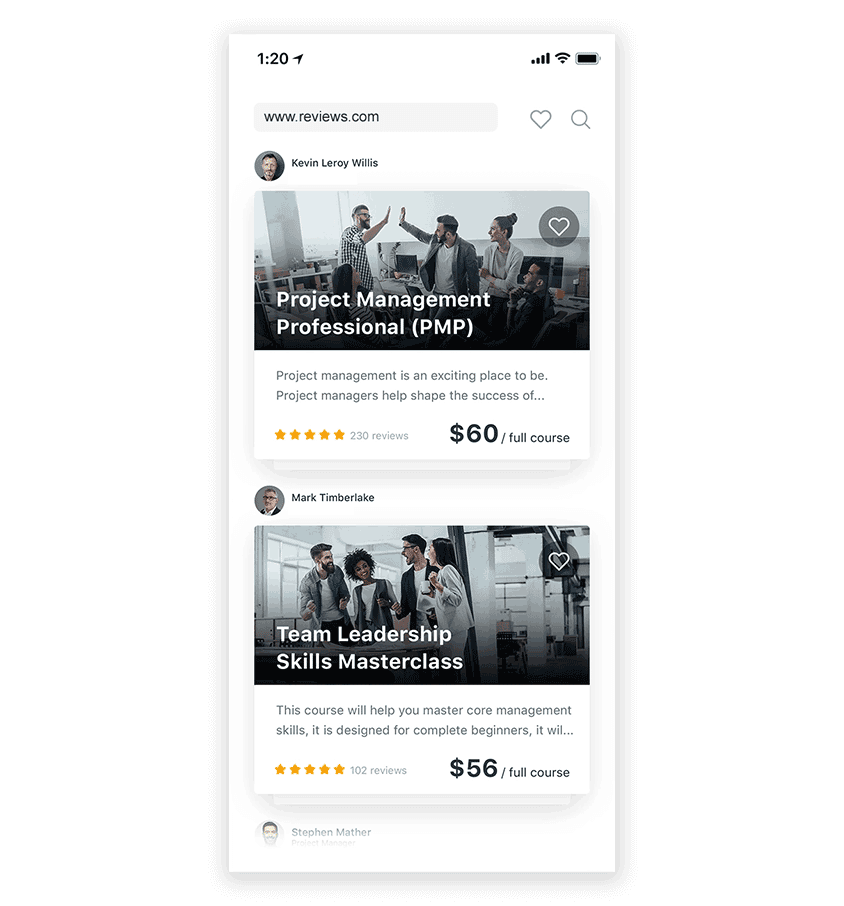 1:20
www.reviews.com
Kevin Leroy Willis
Project Management
Professional (PMP)
Project management is an exciting place to be.
Project managers help shape the success of...
230 reviews
$60 / full course
Mark Timberlake
Team Leadership
Skills Masterclass
This course will help you master core management
skills, it is designed for complete beginners, it wil...
102 reviews
$56 / full course
Stephen Mather
Project Manager